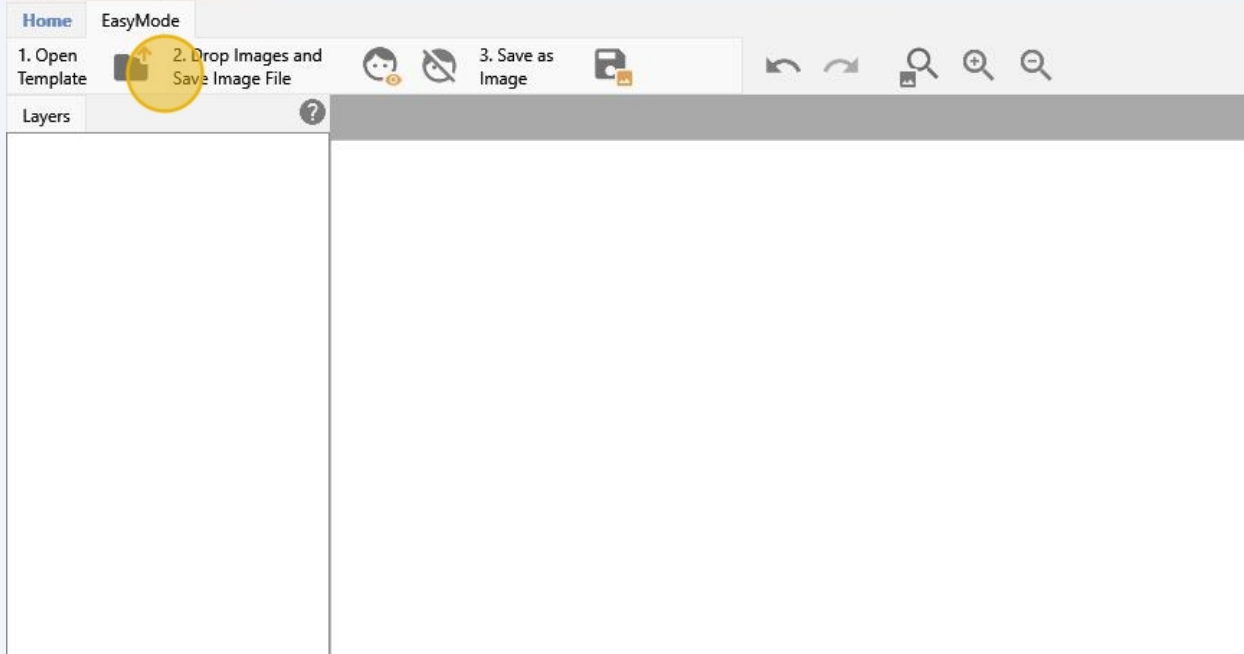 Home EasyMode
1. Open
Template
2. Drop Images and
Save Image File
3. Save as
Image
Layers
?